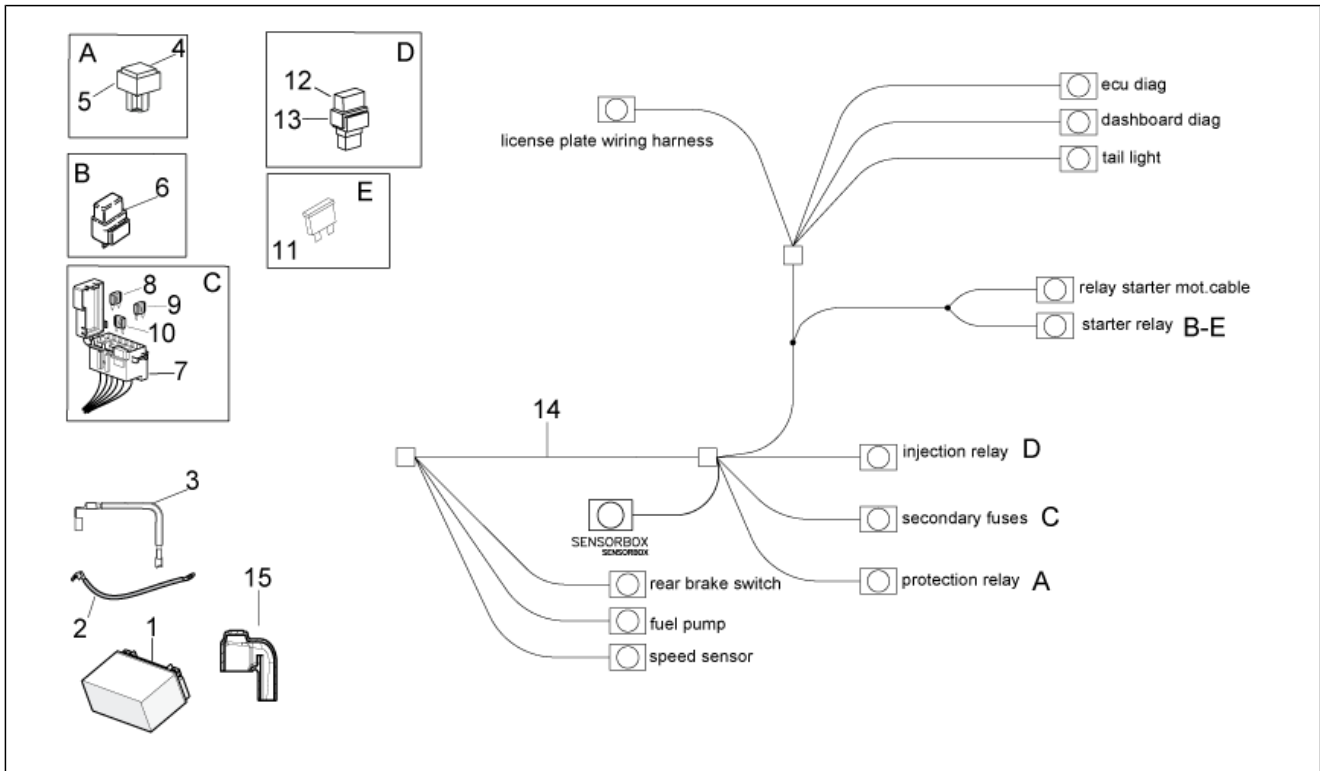 A
4
5
D
12
13
B
6
E
11
C
8
9
10
7
license plate wiring harness
ecu diag
dashboard diag
tail light
relay starter mot.cable
starter relay B-E
14
injection relay D
secondary fuses C
protection relay A
SENSORBOX
SENSORBOX
rear brake switch
fuel pump
speed sensor
3
2
1
15